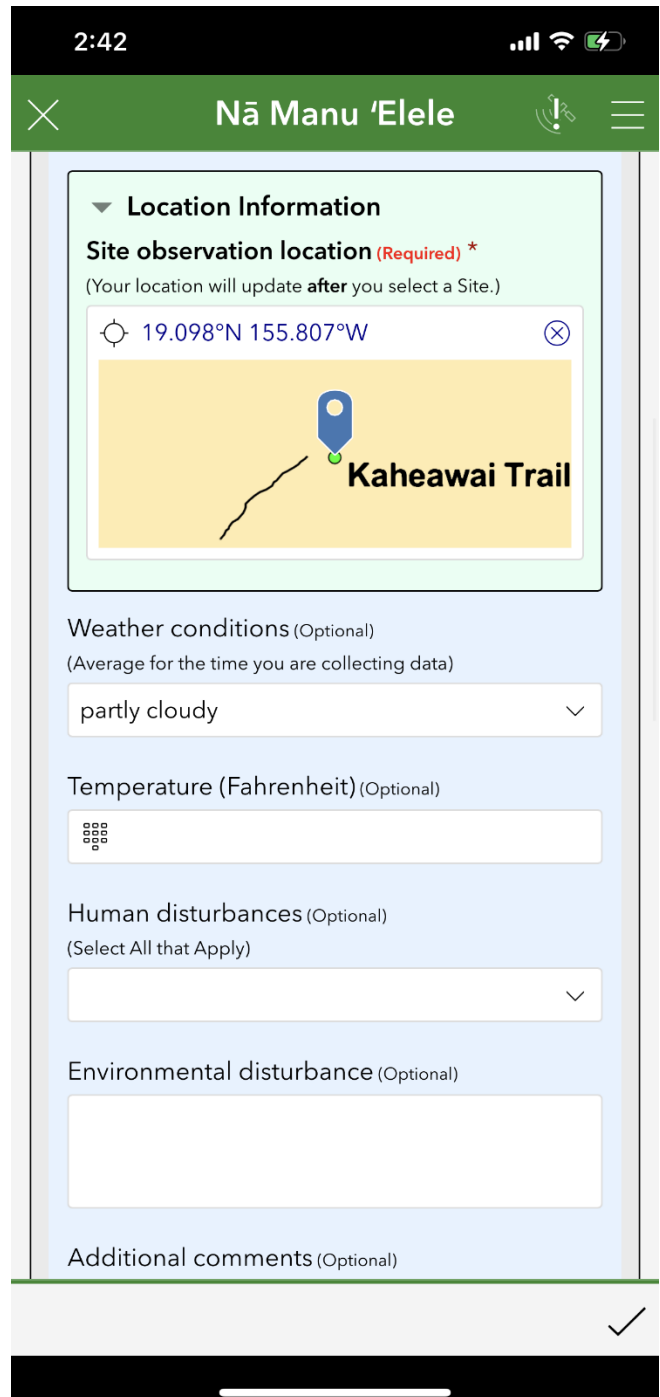 2:42
Nā Manu ‘Elele
Location Information
Site observation location (Required) *
(Your location will update after you select a Site.)
19.098°N 155.807°W
Kaheawai Trail
Weather conditions (Optional)
(Average for the time you are collecting data)
partly cloudy
Temperature (Fahrenheit) (Optional)
Human disturbances (Optional)
(Select All that Apply)
Environmental disturbance (Optional)
Additional comments (Optional)